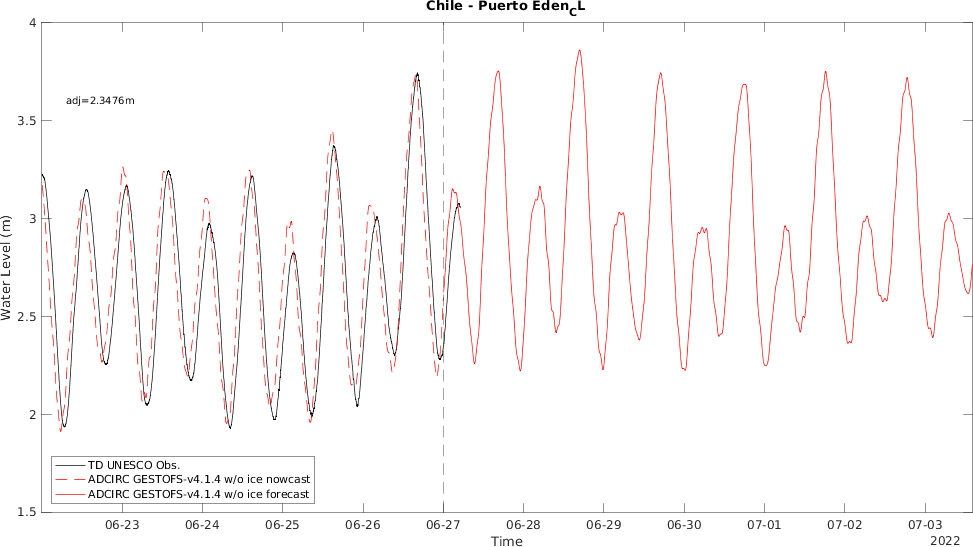 Chile - Puerto Eden_CL
4
adj=2.3476m
3.5
3
Water Level (m)
2.5
2
TD UNESCO Obs.
ADCIRC GESTOFS-v4.1.4 w/o ice nowcast
ADCIRC GESTOFS-v4.1.4 w/o ice forecast
1.5
06-23 06-24 06-25 06-26 06-27 06-28 06-29 06-30 07-01 07-02 07-03
Time 2022